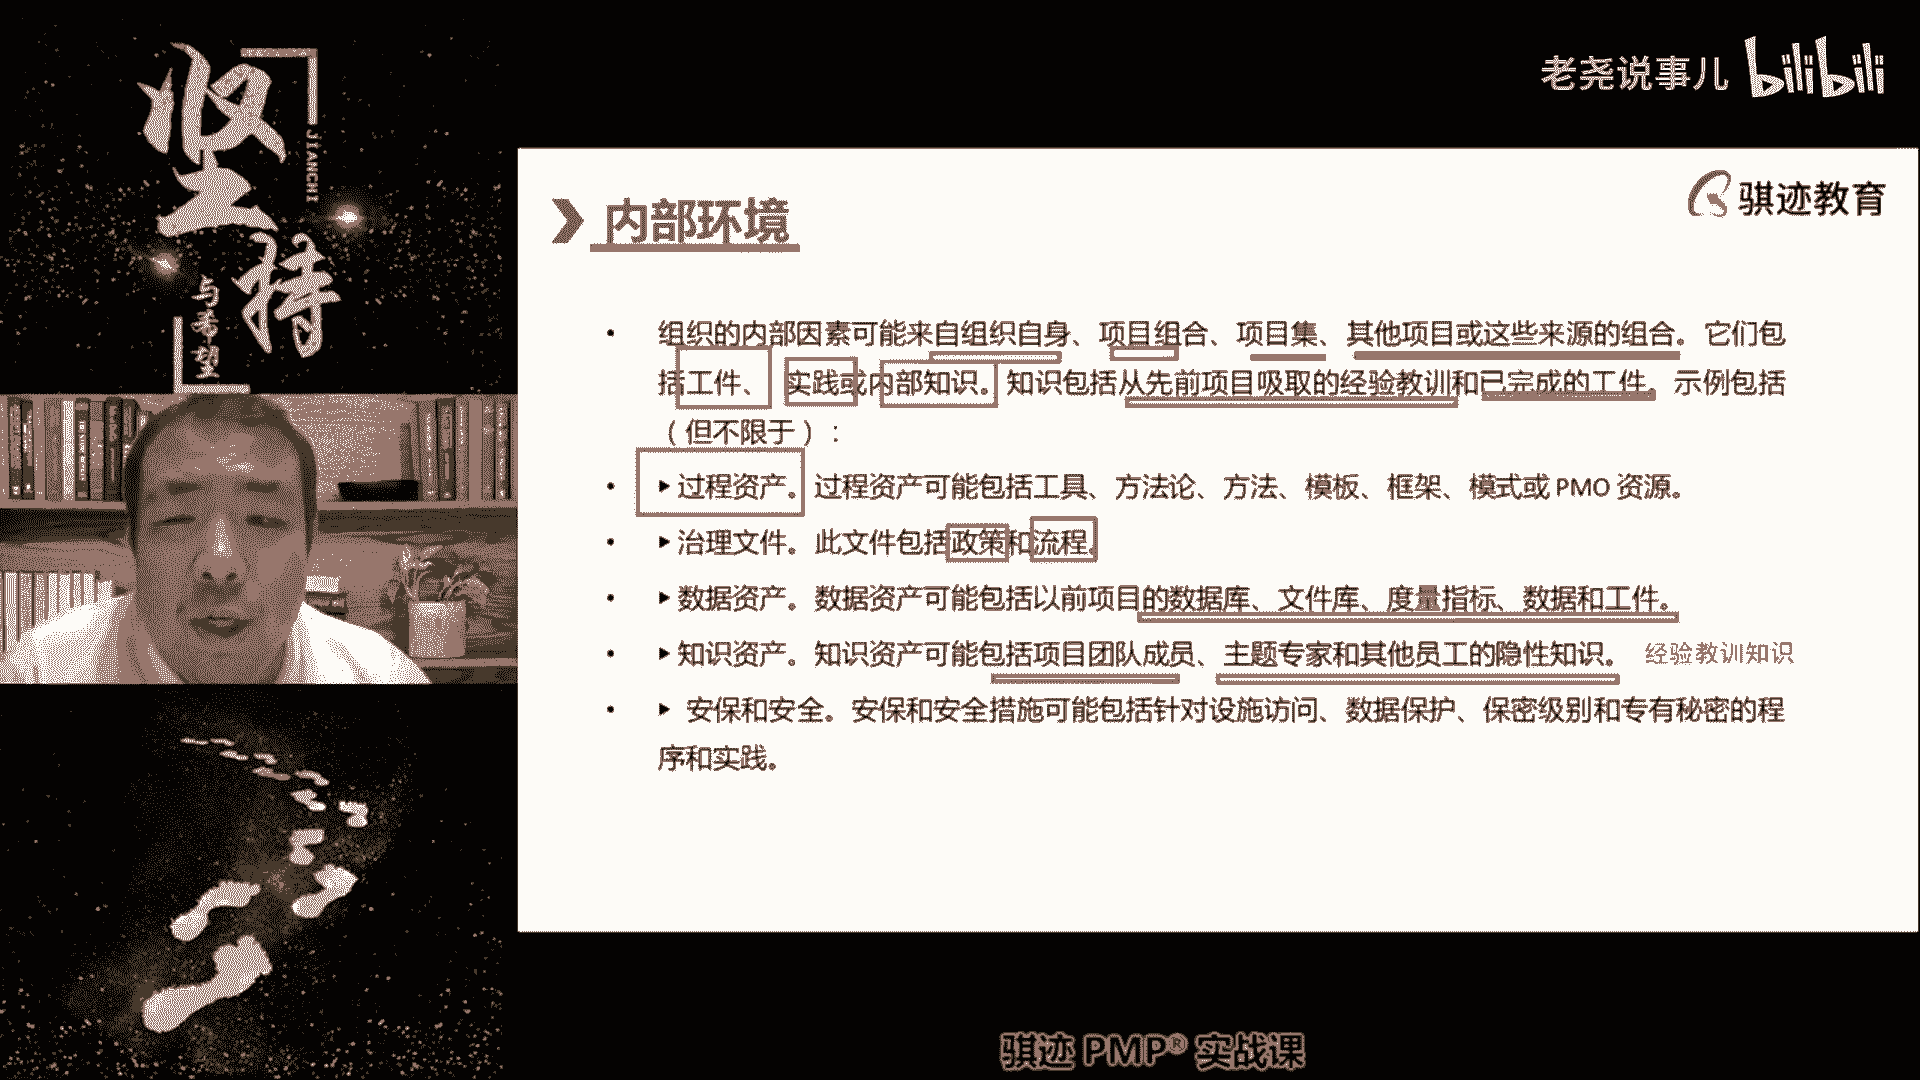 坚持
JIANCHI
与希望
老尧说事儿 bilibili
骐迹教育
内部环境
• 组织的内部因素可能来自组织自身、项目组合、项目集、其他项目或这些来源的组合。它们包
括工件、实践或内部知识。知识包括从先前项目吸取的经验教训和已完成的工件。示例包括
（但不限于）：
• ▶过程资产。过程资产可能包括工具、方法论、方法、模板、框架、模式或 PMO 资源。
• ▶治理文件。此文件包括政策和流程。
• ▶数据资产。数据资产可能包括以前项目的数据库、文件库、度量指标、数据和工件。
• ▶知识资产。知识资产可能包括项目团队成员、主题专家和其他员工的隐性知识。 经验教训知识
• ▶ 安保和安全。安保和安全措施可能包括针对设施访问、数据保护、保密级别和专有秘密的程
序和实践。
骐迹 PMP® 实战课